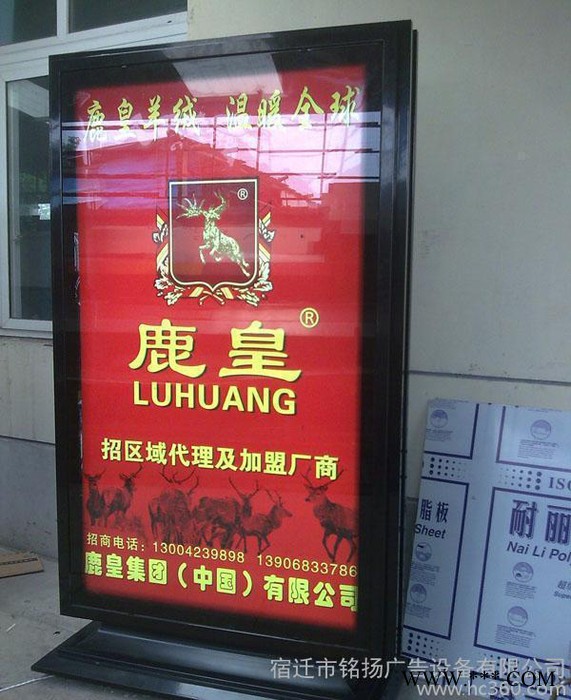 鹿皇羊绒 温暖全球
®
鹿皇®
LUHUANG
招区域代理及加盟厂商
招商电话：13004239898 13906833786
鹿皇集团（中国）有限公司
ISO
脂板
Sheet
耐丽
Nai Li Poly
宿迁市铭扬广告设备有限公司
www.hc360.com